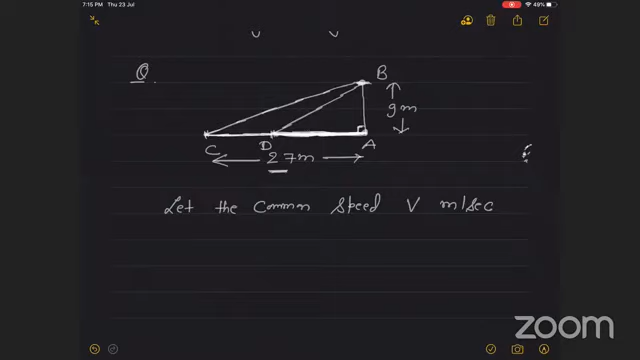 7:15 PM Thu 23 Jul
49%
Q.
B
9m
C D A
27m
Let the Common Speed V m/sec
zoom